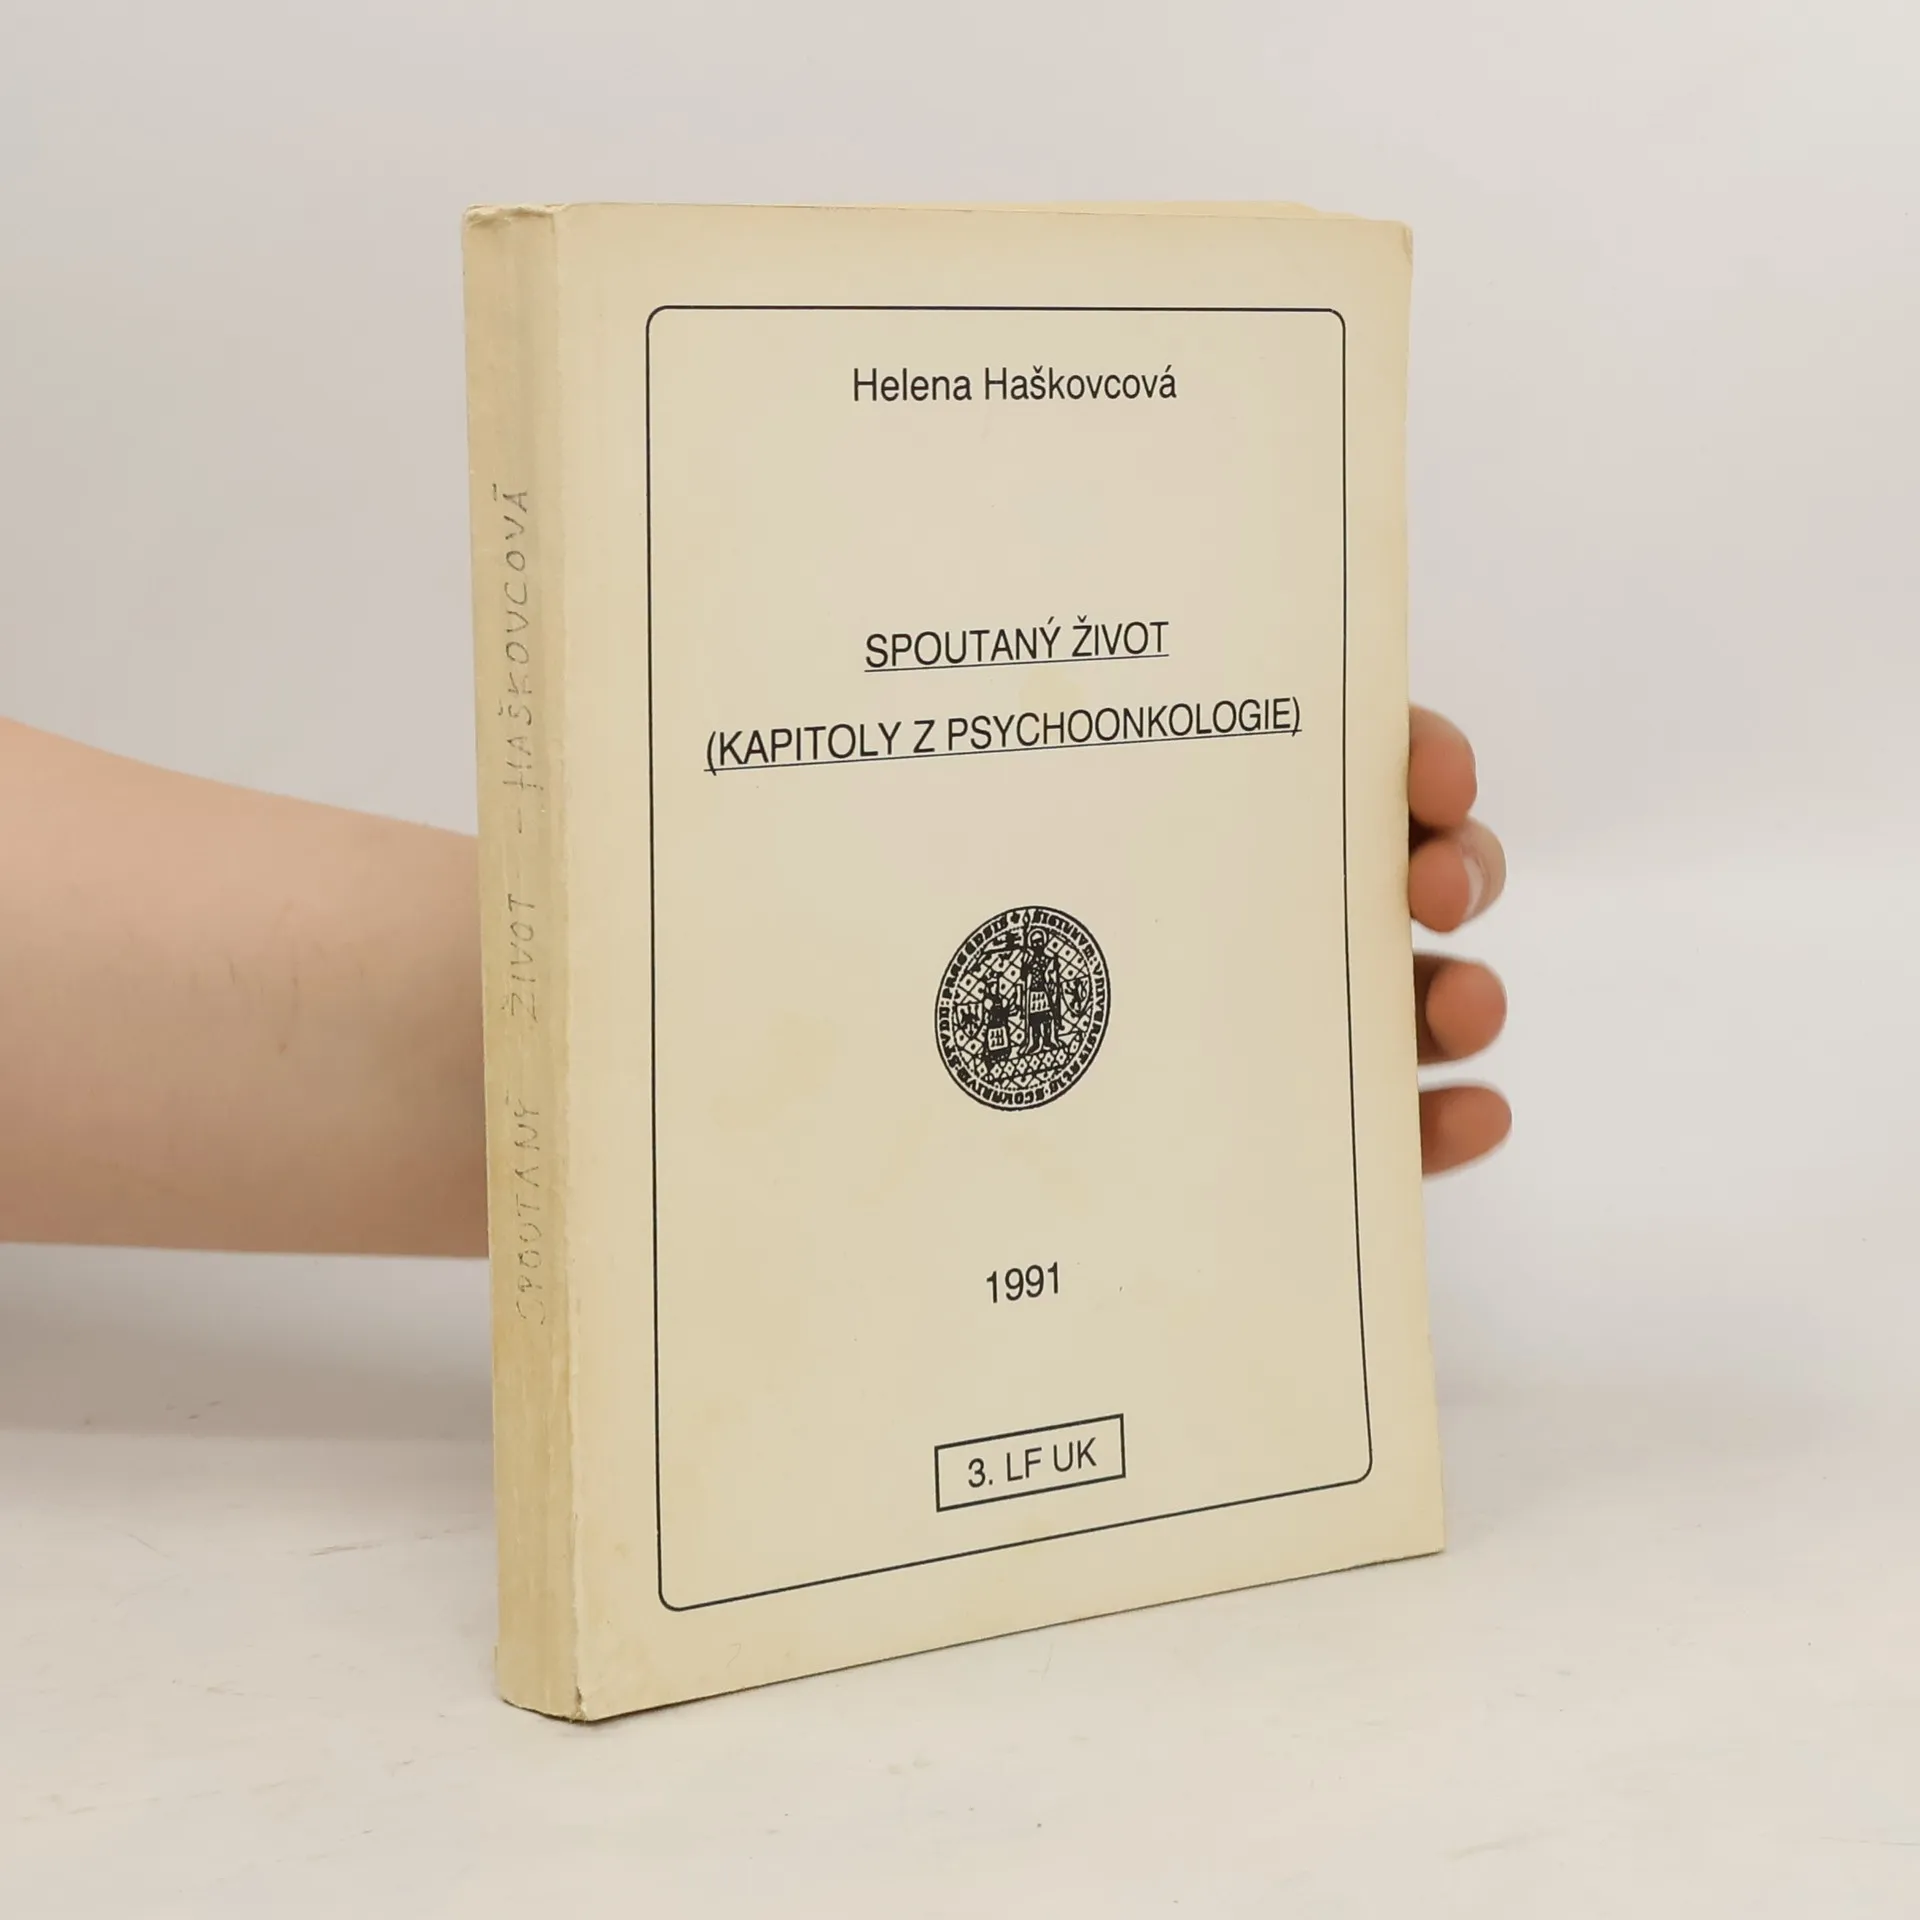 Helena Haškovcová
SPOUTANÝ ŽIVOT
(KAPITOLY Z PSYCHOONKOLOGIE)
1991
3. LF UK
SPOUTANÝ ŽIVOT - HAŠKOVCOVÁ